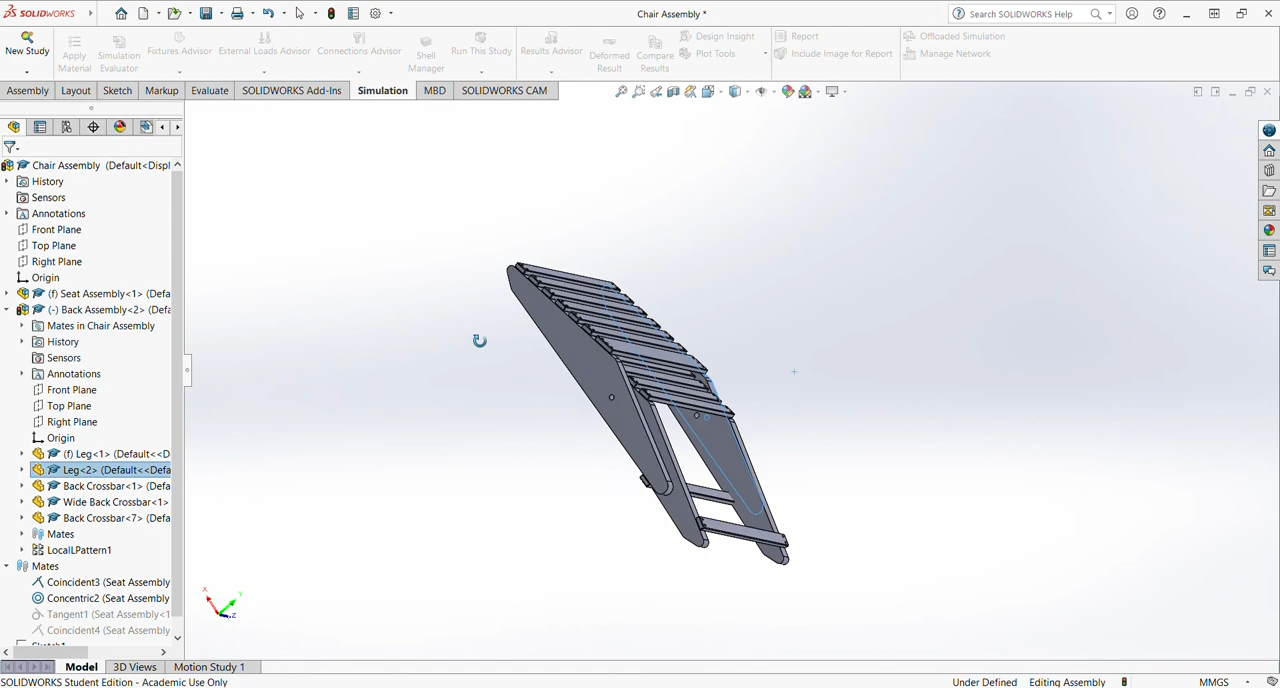 SOLIDWORKS
Chair Assembly *
Search SOLIDWORKS Help
New Study
Apply Material
Simulation Evaluator
Fixtures Advisor
External Loads Advisor
Connections Advisor
Shell Manager
Run This Study
Results Advisor
Deformed Result
Compare Results
Design Insight
Plot Tools
Report
Include Image for Report
Offloaded Simulation
Manage Network
Assembly
Layout
Sketch
Markup
Evaluate
SOLIDWORKS Add-Ins
Simulation
MBD
SOLIDWORKS CAM
Chair Assembly (Default<Displ
History
Sensors
Annotations
Front Plane
Top Plane
Right Plane
Origin
(f) Seat Assembly<1> (Defa
(-) Back Assembly<2> (Defa
Mates in Chair Assembly
History
Sensors
Annotations
Front Plane
Top Plane
Right Plane
Origin
(f) Leg<1> (Default<<D
Leg<2> (Default<<Defa
Back Crossbar<1> (Defa
Wide Back Crossbar<1>
Back Crossbar<7> (Defa
Mates
LocalLPattern1
Mates
Coincident3 (Seat Assembly
Concentric2 (Seat Assembly
Tangent1 (Seat Assembly<1
Coincident4 (Seat Assembly
X
Y
Z
Model
3D Views
Motion Study 1
SOLIDWORKS Student Edition - Academic Use Only
Under Defined
Editing Assembly
MMGS